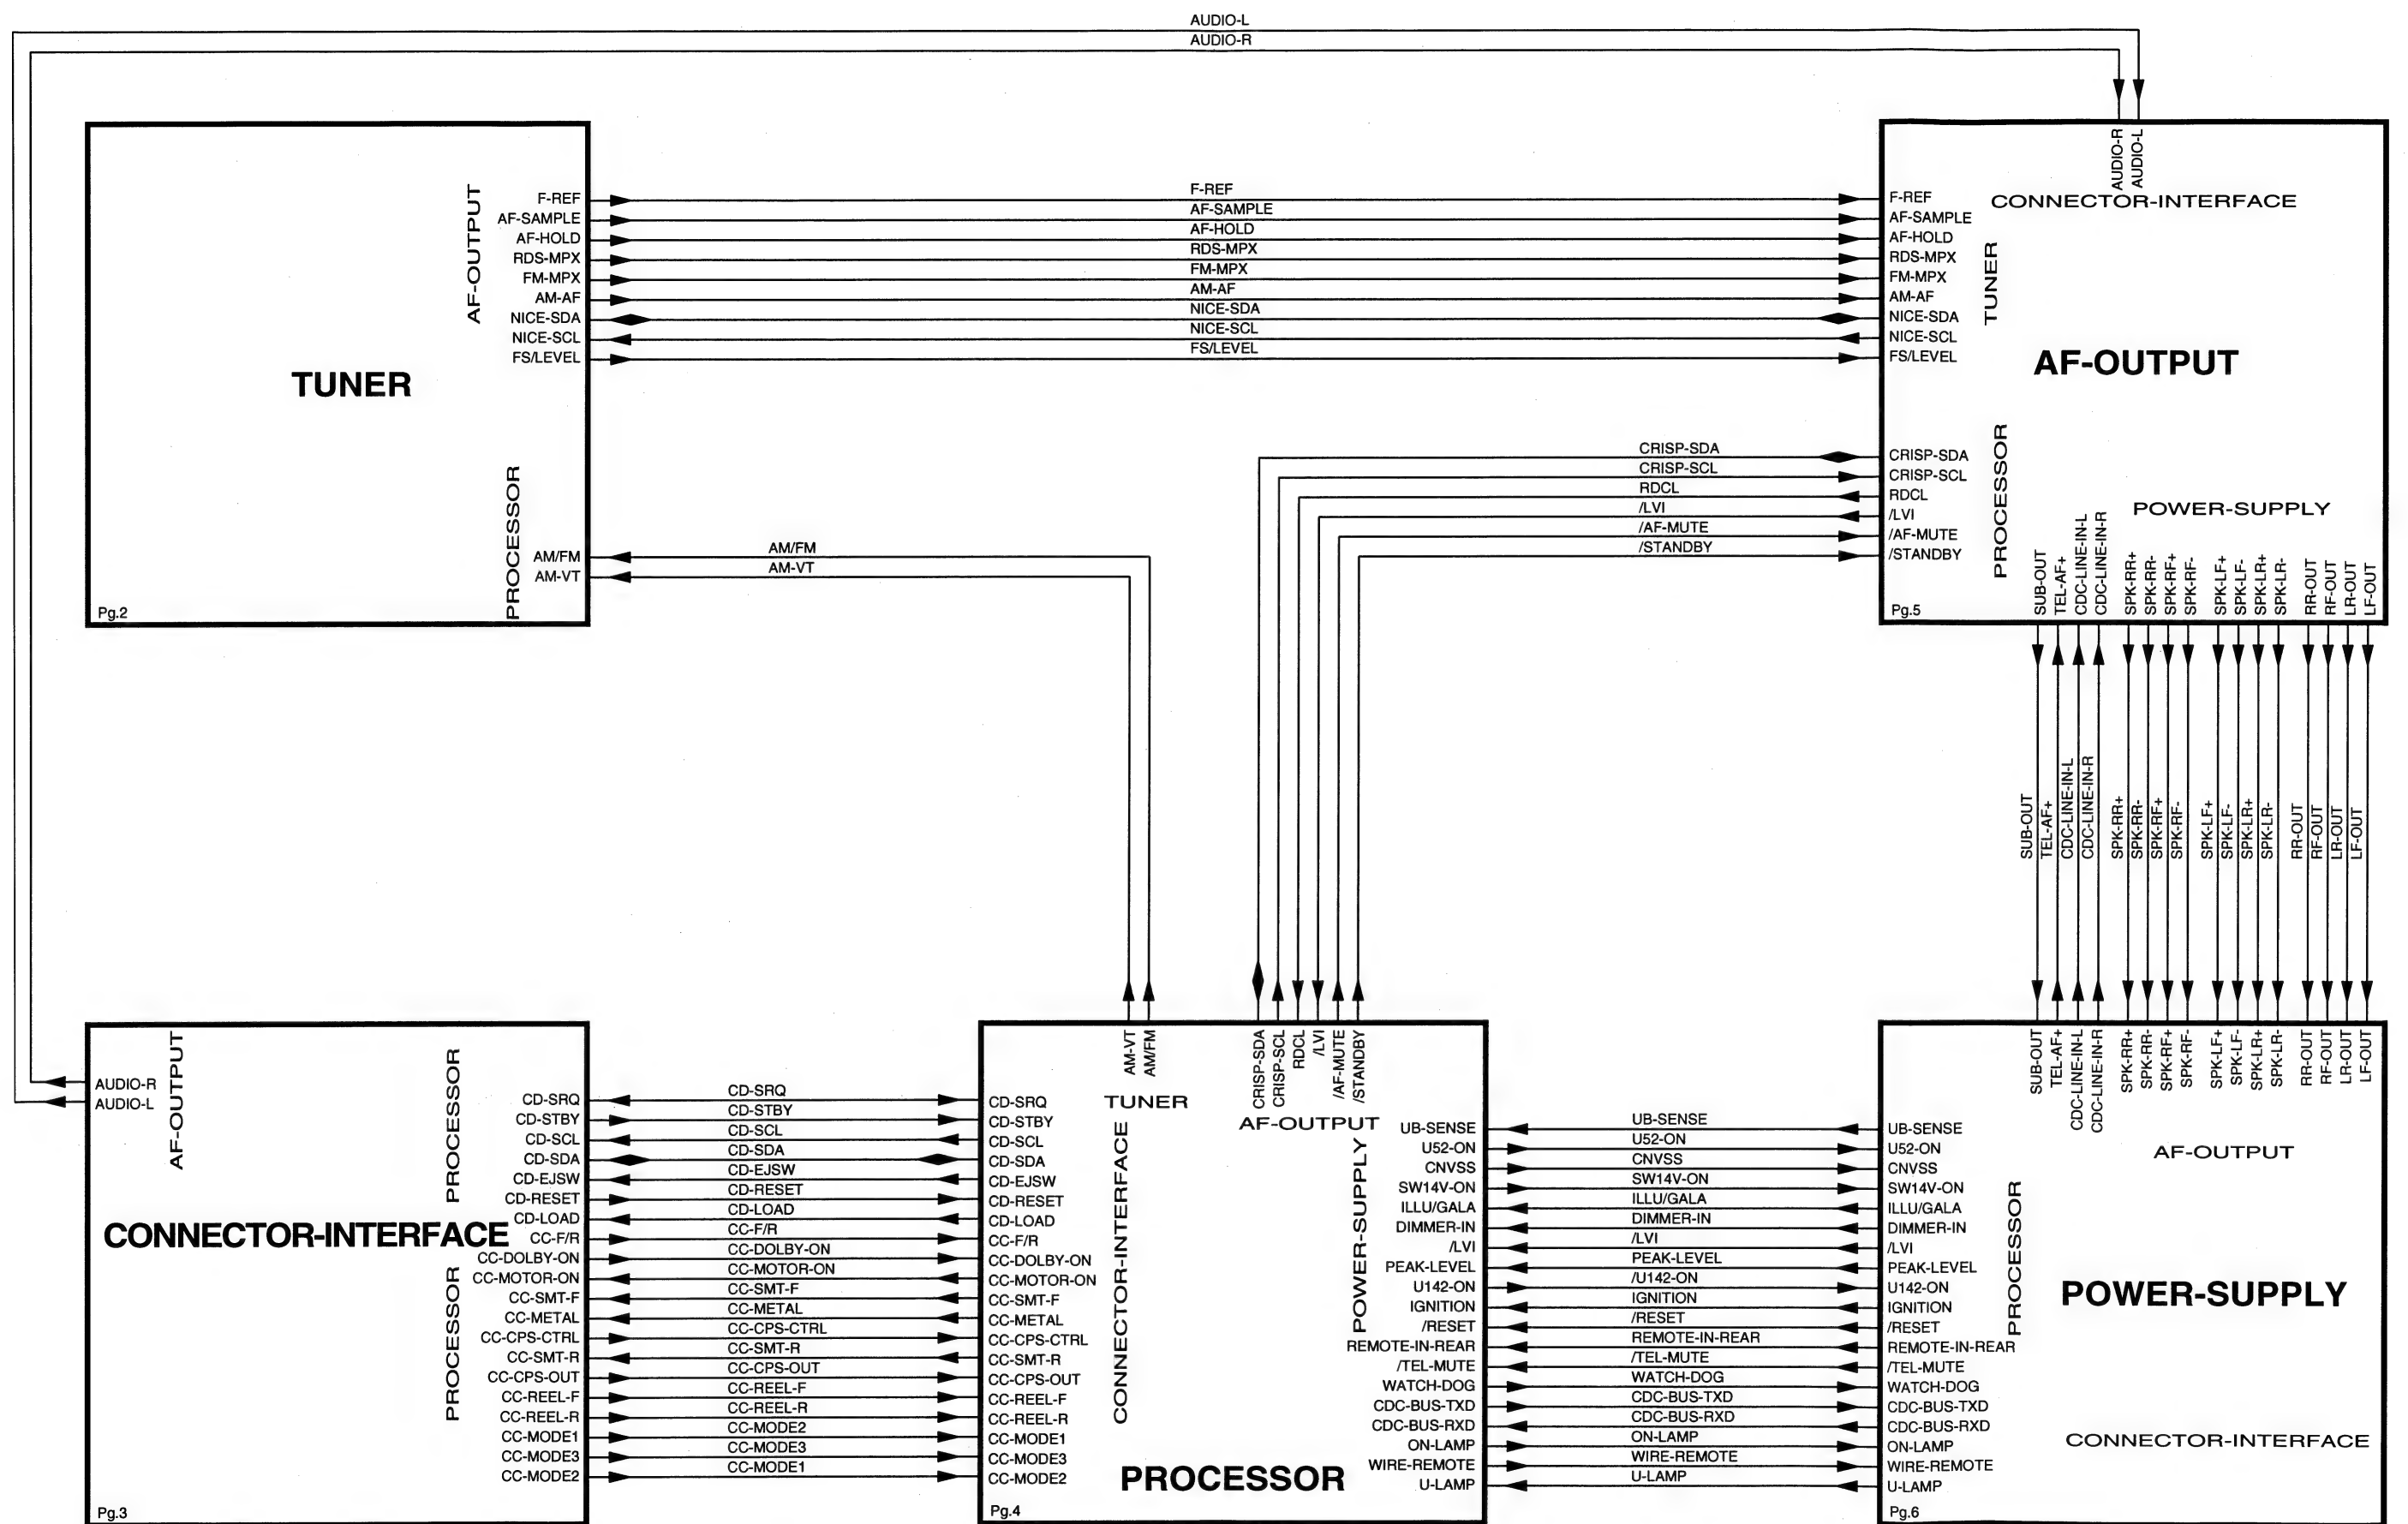 AUDIO-L
AUDIO-R
AF-OUTPUT
F-REF
AF-SAMPLE
AF-HOLD
RDS-MPX
FM-MPX
AM-AF
NICE-SDA
NICE-SCL
FS/LEVEL
TUNER
PROCESSOR
AM/FM
AM-VT
Pg.2
F-REF
AF-SAMPLE
AF-HOLD
RDS-MPX
FM-MPX
AM-AF
NICE-SDA
NICE-SCL
FS/LEVEL
AM/FM
AM-VT
CRISP-SDA
CRISP-SCL
RDCL
/LVI
/AF-MUTE
/STANDBY
AUDIO-R
AUDIO-L
CONNECTOR-INTERFACE
F-REF
AF-SAMPLE
AF-HOLD
RDS-MPX
FM-MPX
AM-AF
NICE-SDA
NICE-SCL
FS/LEVEL
TUNER
AF-OUTPUT
CRISP-SDA
CRISP-SCL
RDCL
/LVI
/AF-MUTE
/STANDBY
PROCESSOR
POWER-SUPPLY
SUB-OUT
TEL-AF+
CDC-LINE-IN-L
CDC-LINE-IN-R
SPK-RR+
SPK-RR-
SPK-RF+
SPK-RF-
SPK-LF+
SPK-LF-
SPK-LR+
SPK-LR-
RR-OUT
RF-OUT
LR-OUT
LF-OUT
Pg.5
SUB-OUT
TEL-AF+
CDC-LINE-IN-L
CDC-LINE-IN-R
SPK-RR+
SPK-RR-
SPK-RF+
SPK-RF-
SPK-LF+
SPK-LF-
SPK-LR+
SPK-LR-
RR-OUT
RF-OUT
LR-OUT
LF-OUT
AUDIO-R
AUDIO-L
AF-OUTPUT
PROCESSOR
CONNECTOR-INTERFACE
PROCESSOR
CD-SRQ
CD-STBY
CD-SCL
CD-SDA
CD-EJSW
CD-RESET
CD-LOAD
CC-F/R
CC-DOLBY-ON
CC-MOTOR-ON
CC-SMT-F
CC-METAL
CC-CPS-CTRL
CC-SMT-R
CC-CPS-OUT
CC-REEL-F
CC-REEL-R
CC-MODE1
CC-MODE3
CC-MODE2
Pg.3
CD-SRQ
CD-STBY
CD-SCL
CD-SDA
CD-EJSW
CD-RESET
CD-LOAD
CC-F/R
CC-DOLBY-ON
CC-MOTOR-ON
CC-SMT-F
CC-METAL
CC-CPS-CTRL
CC-SMT-R
CC-CPS-OUT
CC-REEL-F
CC-REEL-R
CC-MODE2
CC-MODE3
CC-MODE1
AM-VT
AM/FM
CRISP-SDA
CRISP-SCL
RDCL
/LVI
/AF-MUTE
/STANDBY
TUNER
AF-OUTPUT
CD-SRQ
CD-STBY
CD-SCL
CD-SDA
CD-EJSW
CD-RESET
CD-LOAD
CC-F/R
CC-DOLBY-ON
CC-MOTOR-ON
CC-SMT-F
CC-METAL
CC-CPS-CTRL
CC-SMT-R
CC-CPS-OUT
CC-REEL-F
CC-REEL-R
CC-MODE1
CC-MODE3
CC-MODE2
CONNECTOR-INTERFACE
POWER-SUPPLY
UB-SENSE
U52-ON
CNVSS
SW14V-ON
ILLU/GALA
DIMMER-IN
/LVI
PEAK-LEVEL
U142-ON
IGNITION
/RESET
REMOTE-IN-REAR
/TEL-MUTE
WATCH-DOG
CDC-BUS-TXD
CDC-BUS-RXD
ON-LAMP
WIRE-REMOTE
U-LAMP
PROCESSOR
Pg.4
UB-SENSE
U52-ON
CNVSS
SW14V-ON
ILLU/GALA
DIMMER-IN
/LVI
PEAK-LEVEL
/U142-ON
IGNITION
/RESET
REMOTE-IN-REAR
/TEL-MUTE
WATCH-DOG
CDC-BUS-TXD
CDC-BUS-RXD
ON-LAMP
WIRE-REMOTE
U-LAMP
SUB-OUT
TEL-AF+
CDC-LINE-IN-L
CDC-LINE-IN-R
SPK-RR+
SPK-RR-
SPK-RF+
SPK-RF-
SPK-LF+
SPK-LF-
SPK-LR+
SPK-LR-
RR-OUT
RF-OUT
LR-OUT
LF-OUT
AF-OUTPUT
UB-SENSE
U52-ON
CNVSS
SW14V-ON
ILLU/GALA
DIMMER-IN
/LVI
PEAK-LEVEL
U142-ON
IGNITION
/RESET
REMOTE-IN-REAR
/TEL-MUTE
WATCH-DOG
CDC-BUS-TXD
CDC-BUS-RXD
ON-LAMP
WIRE-REMOTE
U-LAMP
PROCESSOR
POWER-SUPPLY
CONNECTOR-INTERFACE
Pg.6